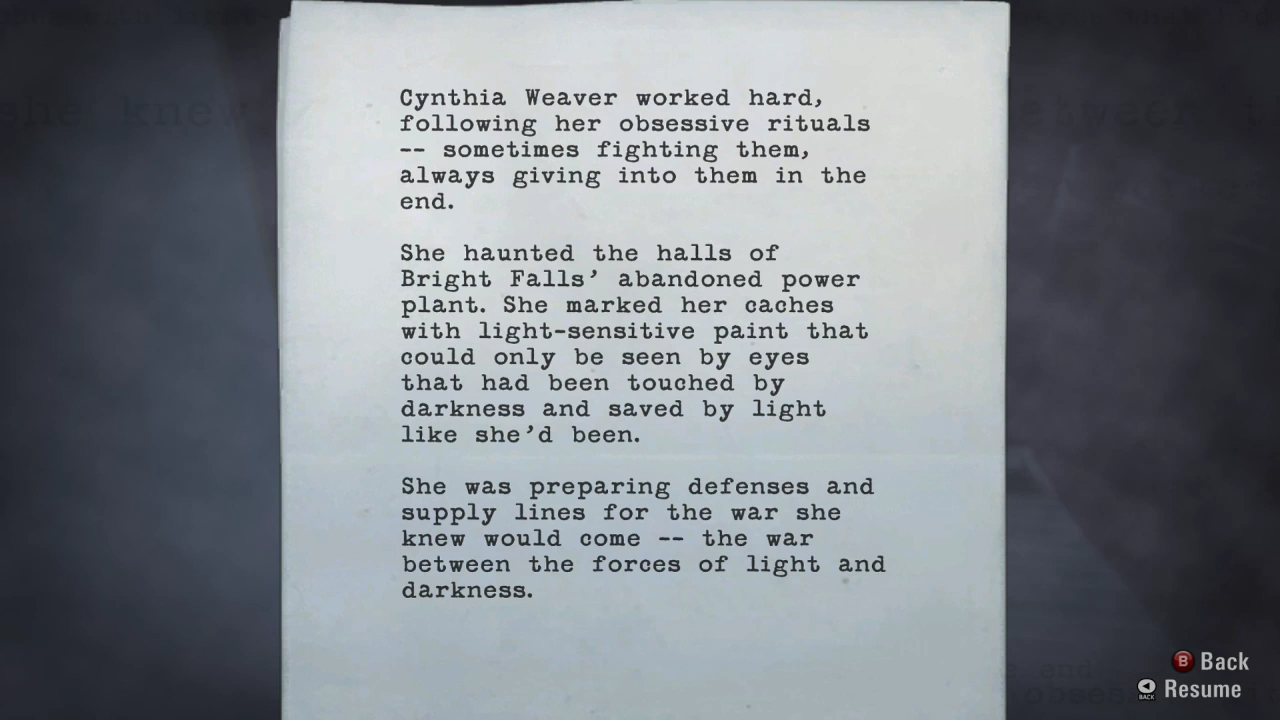 Cynthia Weaver worked hard,
following her obsessive rituals
-- sometimes fighting them,
always giving into them in the
end.
She haunted the halls of
Bright Falls’ abandoned power
plant. She marked her caches
with light-sensitive paint that
could only be seen by eyes
that had been touched by
darkness and saved by light
like she’d been.
She was preparing defenses and
supply lines for the war she
knew would come -- the war
between the forces of light and
darkness.
B Back
BACK Resume